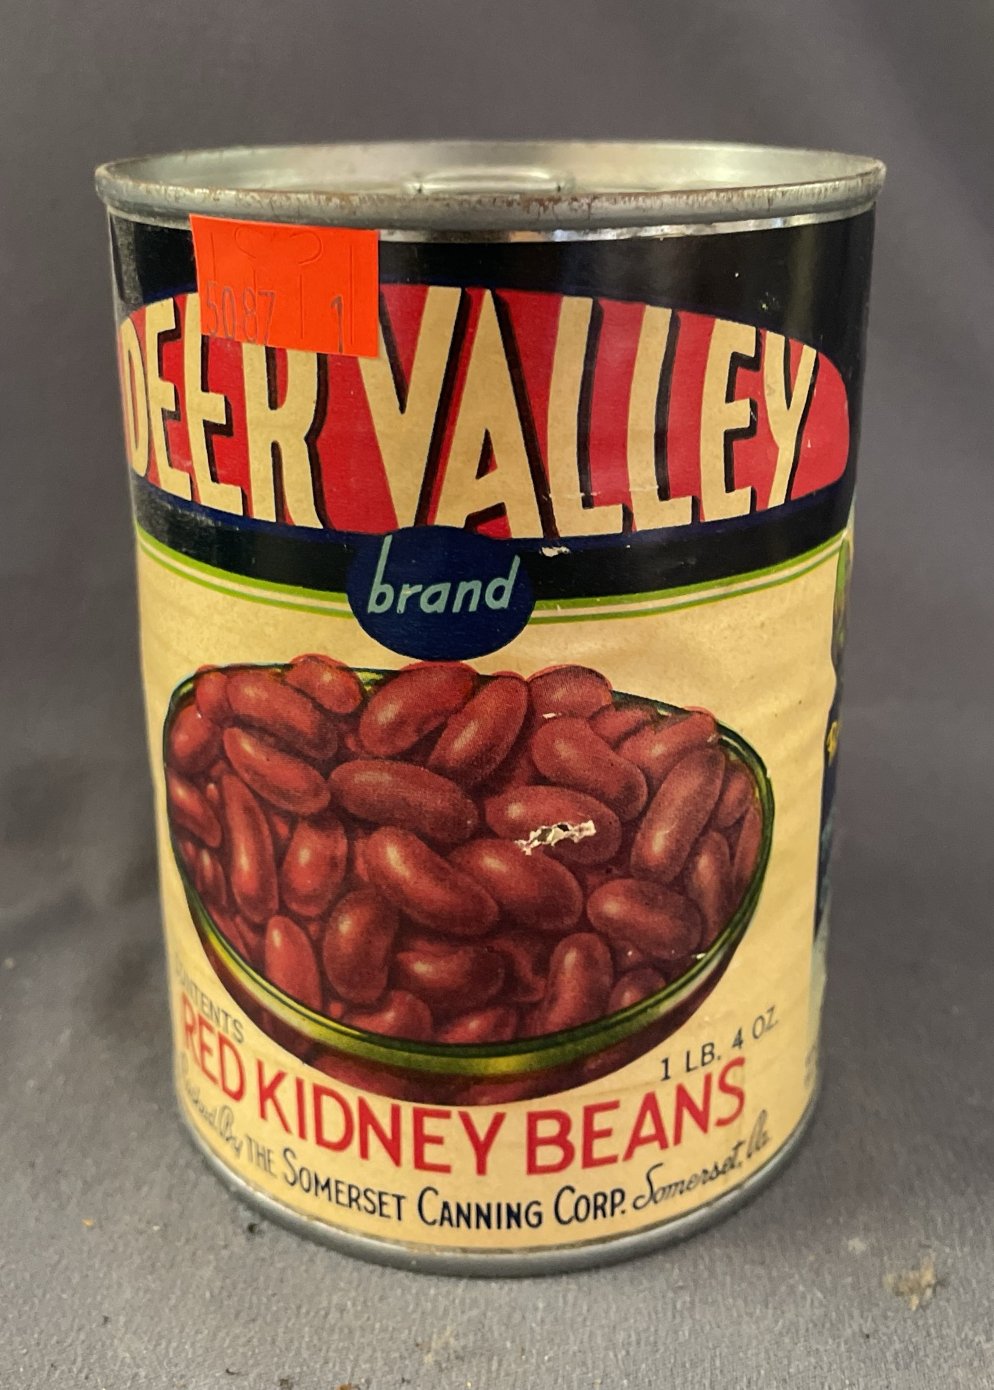 50-87 1
DEER VALLEY
brand
CONTENTS
1 LB. 4 OZ.
RED KIDNEY BEANS
Packed By THE SOMERSET CANNING CORP. Somerset, Pa.